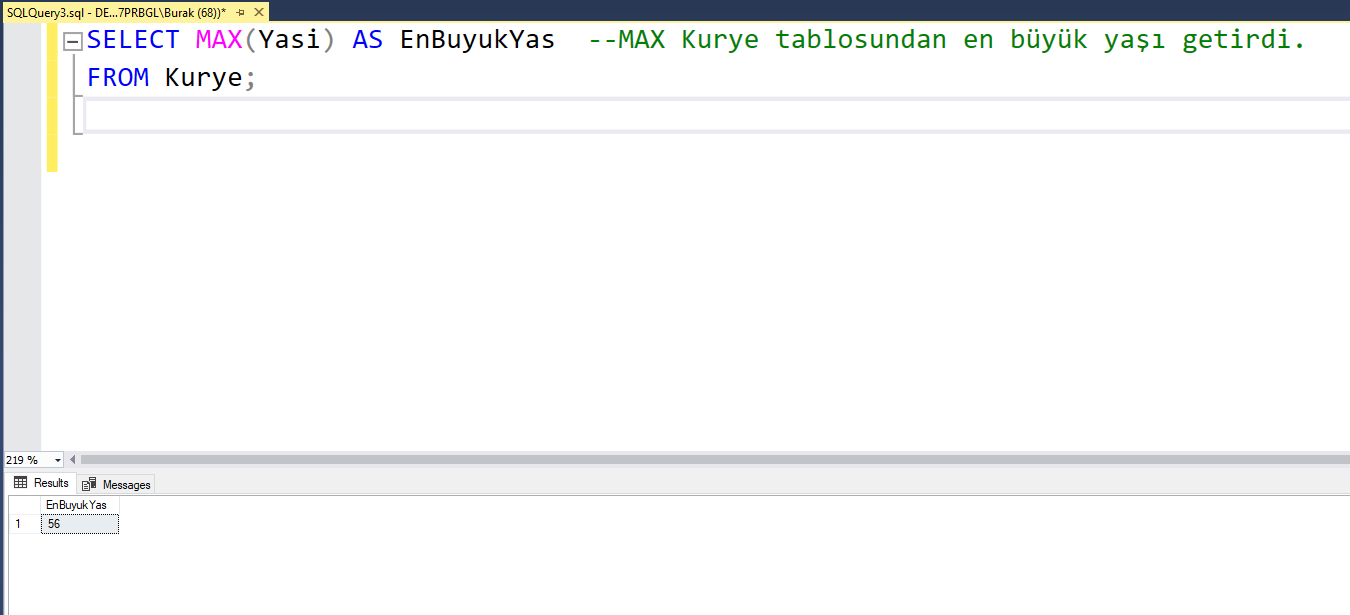 SQLQuery3.sql - DE...7PRBGL\Burak (68))*
SELECT MAX(Yasi) AS EnBuyukYas  --MAX Kurye tablosundan en büyük yaşı getirdi.
FROM Kurye;
219 %
Results Messages
EnBuyukYas
1 56